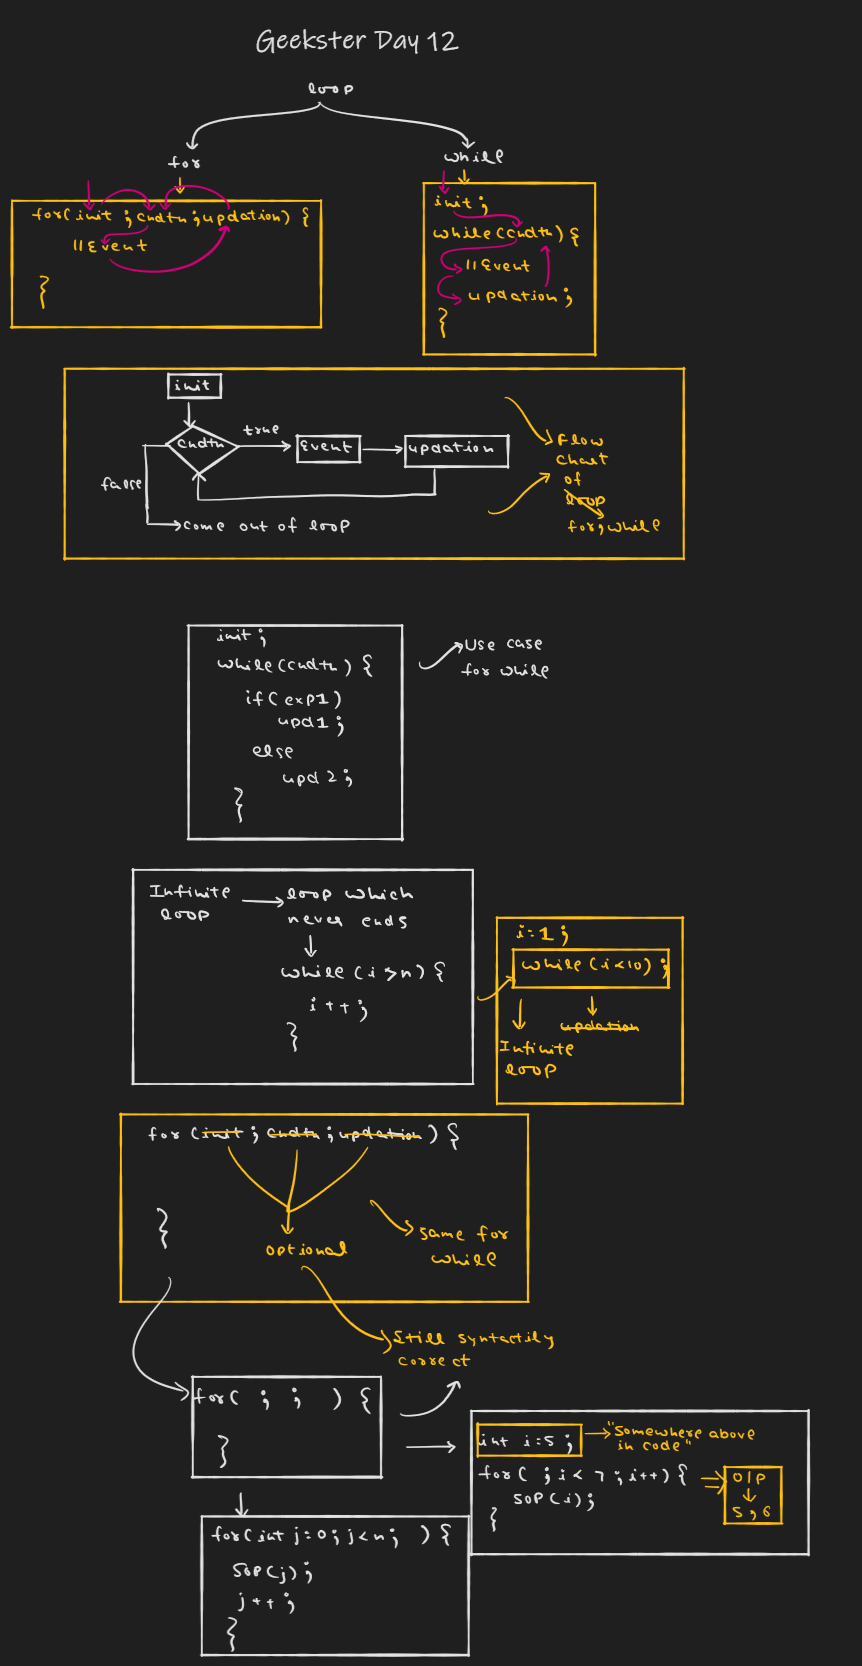 Geekster Day 12
loop
for
while
for(init ; cndtn ; updation) {
//Event
}
init ;
while(cndtn) {
//Event
updation ;
}
init
cndtn
true
Event
updation
false
come out of loop
Flow
chart
of
loop
for, while
init ;
while(cndtn) {
if(exp1)
upd1 ;
else
upd2 ;
}
Use case
for while
Infinite
loop
loop which
never ends
while (i>n) {
i++ ;
}
i=1 ;
while (i<10) ;
updation
Infinite
loop
for (init ; cndtn ; updation) {
}
optional
same for
while
Still syntactily
correct
for( ; ; ) {
}
int i=5 ;
"Somewhere above
in code"
for( ; i< 7 ; i++) {
SOP(i) ;
}
O/P
5, 6
for(int j=0; j<n; ) {
SOP(j) ;
j++ ;
}